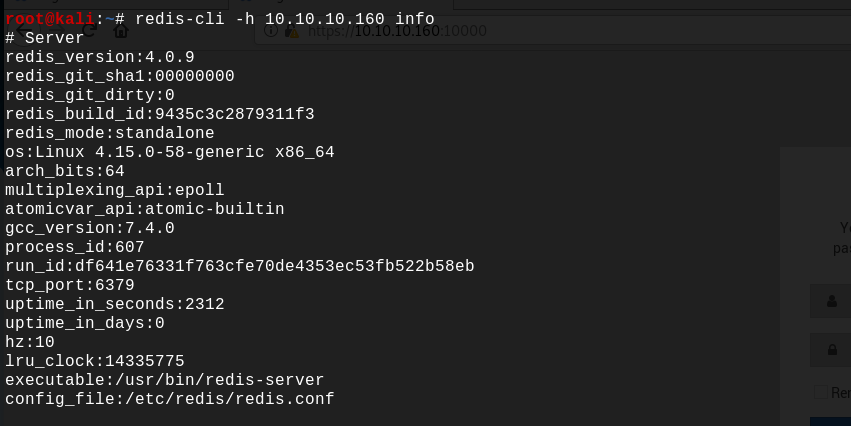 root@kali:~# redis-cli -h 10.10.10.160 info
# Server
https://10.10.10.160:10000
redis_version:4.0.9
redis_git_sha1:00000000
redis_git_dirty:0
redis_build_id:9435c3c2879311f3
redis_mode:standalone
os:Linux 4.15.0-58-generic x86_64
arch_bits:64
multiplexing_api:epoll
atomicvar_api:atomic-builtin
gcc_version:7.4.0
process_id:607
run_id:df641e76331f763cfe70de4353ec53fb522b58eb
tcp_port:6379
uptime_in_seconds:2312
uptime_in_days:0
hz:10
lru_clock:14335775
executable:/usr/bin/redis-server
config_file:/etc/redis/redis.conf